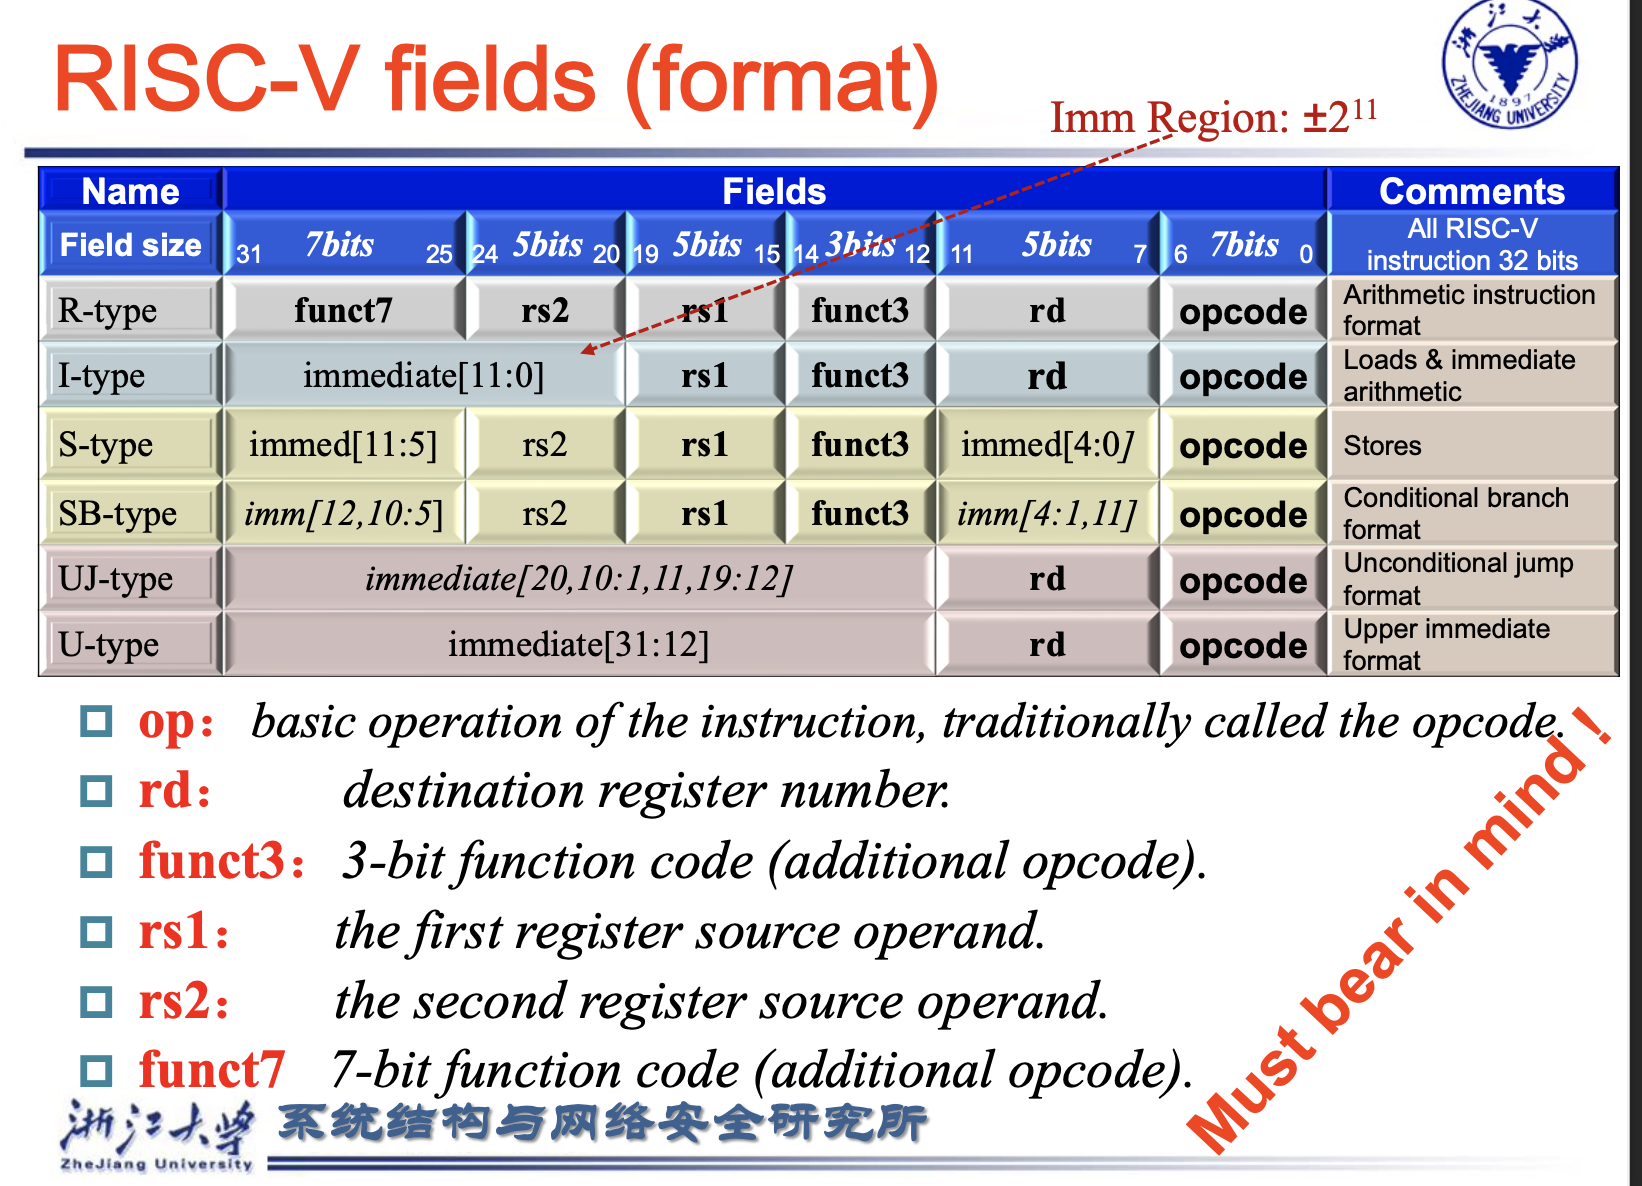 RISC-V fields (format)
浙江大学
ZHEJIANG UNIVERSITY
1897
Imm Region: ±2¹¹
Name Fields Comments
Field size 31 7bits 25 24 5bits 20 19 5bits 15 14 3bits 12 11 5bits 7 6 7bits 0 All RISC-V
instruction 32 bits
R-type funct7 rs2 rs1 funct3 rd opcode Arithmetic instruction
format
I-type immediate[11:0] rs1 funct3 rd opcode Loads & immediate
arithmetic
S-type immed[11:5] rs2 rs1 funct3 immed[4:0] opcode Stores
SB-type imm[12,10:5] rs2 rs1 funct3 imm[4:1,11] opcode Conditional branch
format
UJ-type immediate[20,10:1,11,19:12] rd opcode Unconditional jump
format
U-type immediate[31:12] rd opcode Upper immediate
format
op： basic operation of the instruction, traditionally called the opcode.
rd： destination register number.
funct3： 3-bit function code (additional opcode).
rs1： the first register source operand.
rs2： the second register source operand.
funct7 7-bit function code (additional opcode).
Must bear in mind！
浙江大学 系统结构与网络安全研究所
ZheJiang University